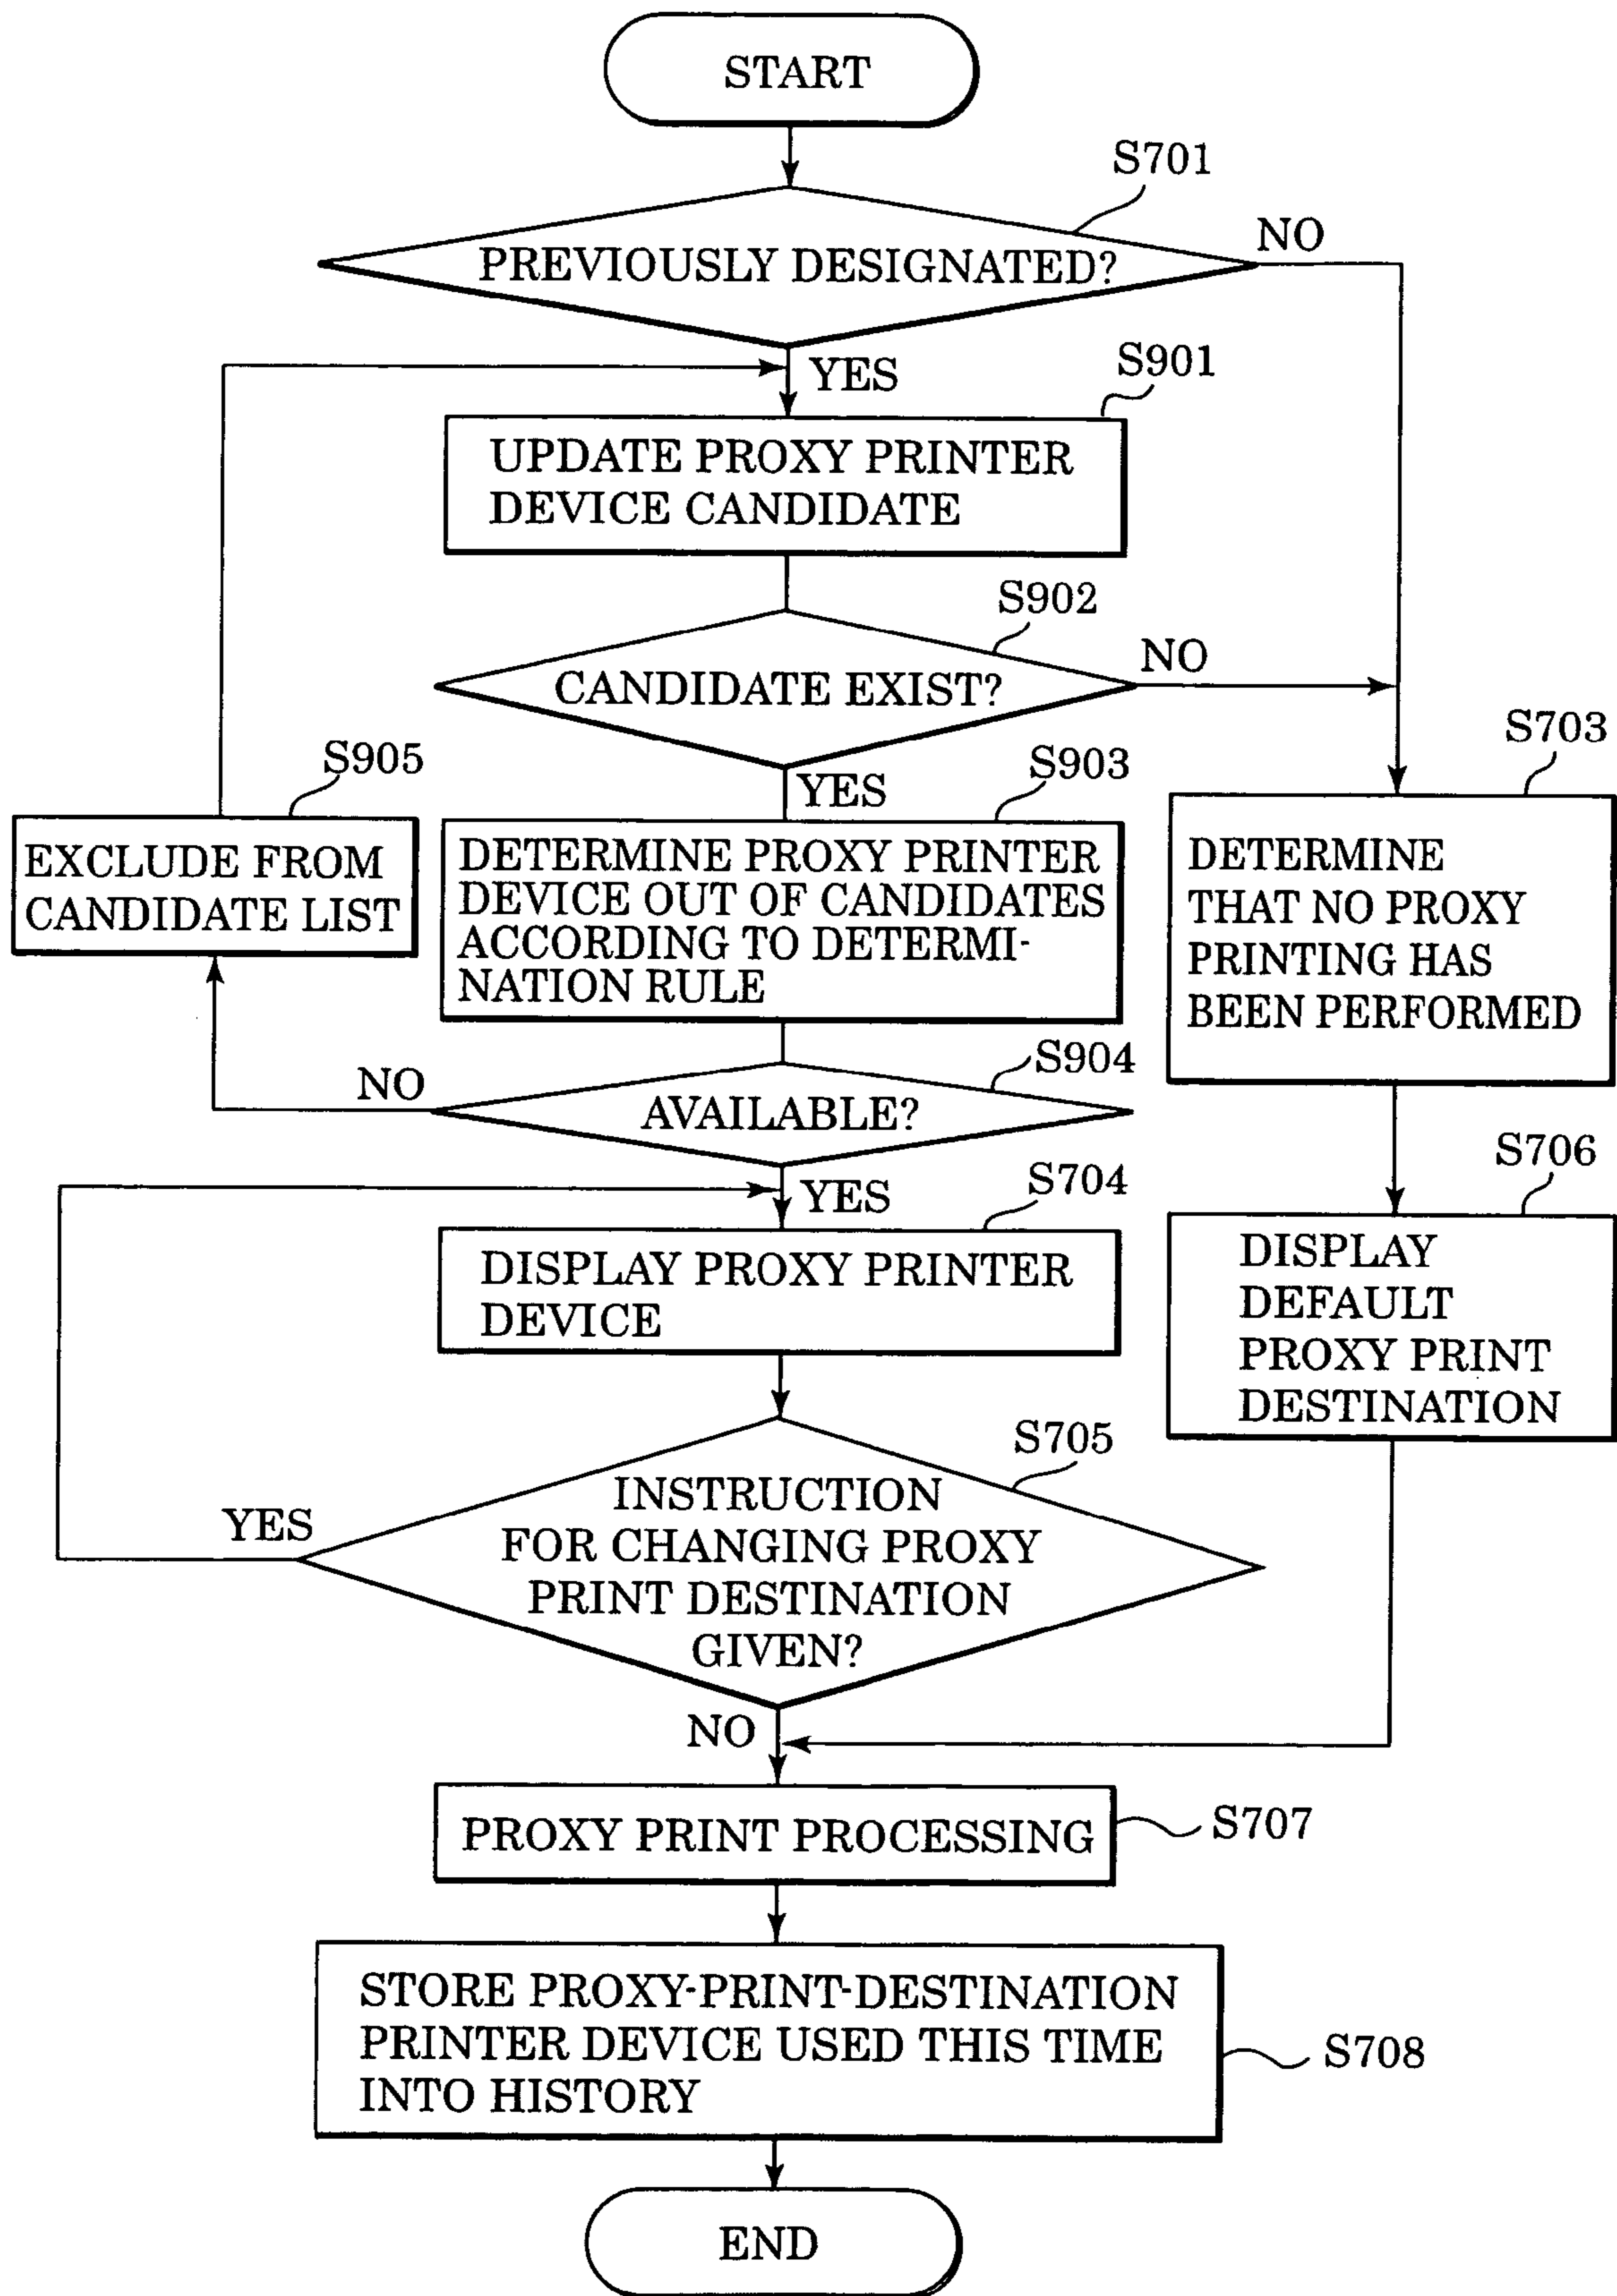 START
S701
PREVIOUSLY DESIGNATED?
NO
YES
S901
UPDATE PROXY PRINTER
DEVICE CANDIDATE
S902
CANDIDATE EXIST?
NO
YES
S905
EXCLUDE FROM
CANDIDATE LIST
S903
DETERMINE PROXY PRINTER
DEVICE OUT OF CANDIDATES
ACCORDING TO DETERMI-
NATION RULE
S703
DETERMINE
THAT NO PROXY
PRINTING HAS
BEEN PERFORMED
S904
AVAILABLE?
NO
YES
S704
DISPLAY PROXY PRINTER
DEVICE
S706
DISPLAY
DEFAULT
PROXY PRINT
DESTINATION
S705
INSTRUCTION
FOR CHANGING PROXY
PRINT DESTINATION
GIVEN?
YES
NO
PROXY PRINT PROCESSING
S707
STORE PROXY-PRINT-DESTINATION
PRINTER DEVICE USED THIS TIME
INTO HISTORY
S708
END